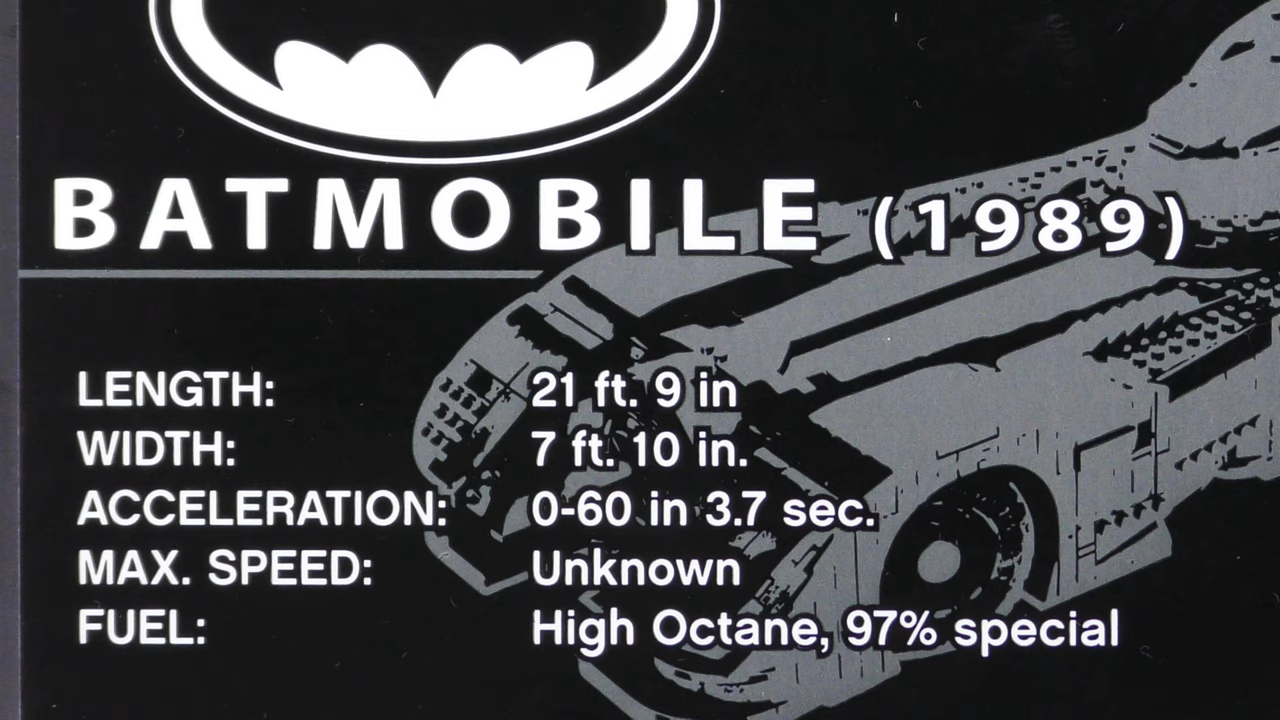 BATMOBILE (1989)
LENGTH: 21 ft. 9 in
WIDTH: 7 ft. 10 in.
ACCELERATION: 0-60 in 3.7 sec.
MAX. SPEED: Unknown
FUEL: High Octane, 97% special